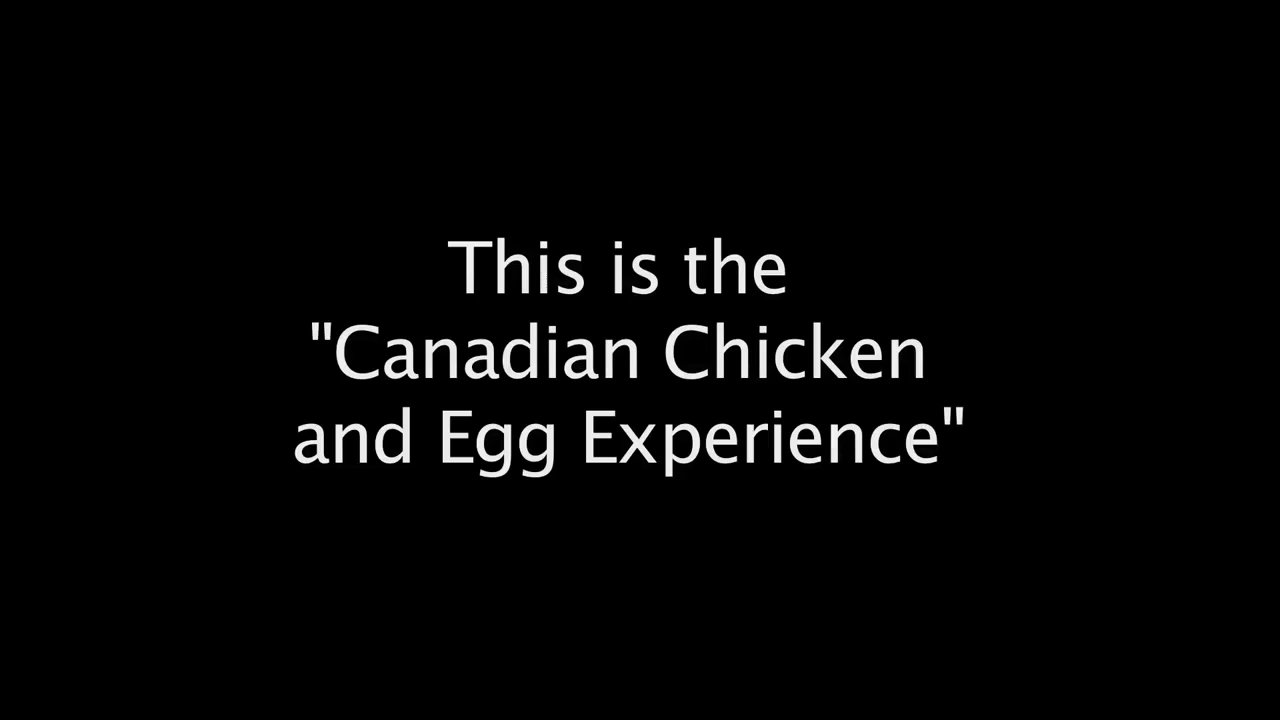 This is the
"Canadian Chicken
and Egg Experience"